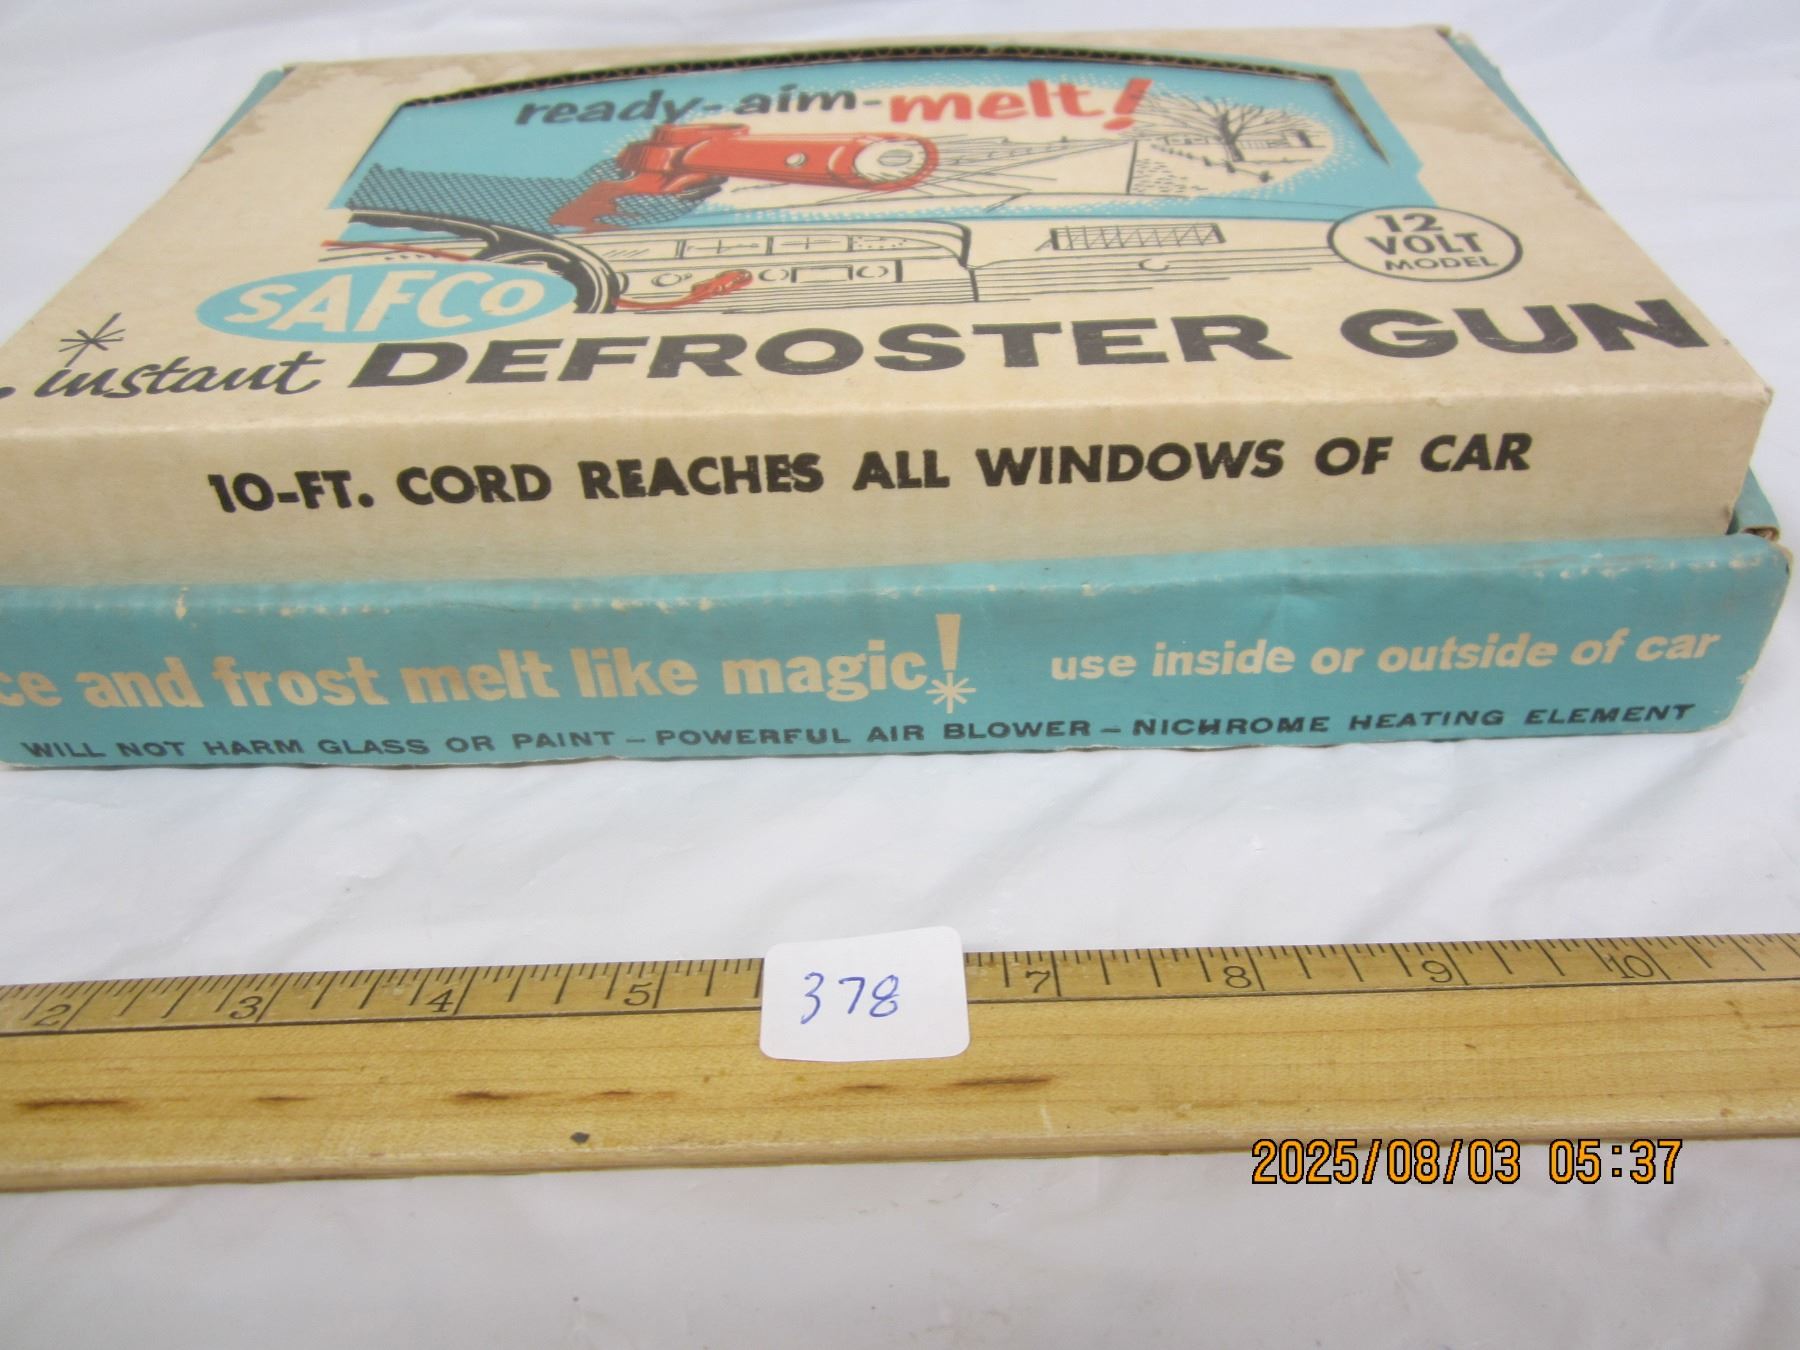 ready-aim-melt!
12
VOLT
MODEL
SAFCo
instant DEFROSTER GUN
10-FT. CORD REACHES ALL WINDOWS OF CAR
ce and frost melt like magic! use inside or outside of car
WILL NOT HARM GLASS OR PAINT – POWERFUL AIR BLOWER – NICHROME HEATING ELEMENT
2 3 4 5 7 8 9 10
378
2025/08/03 05:37